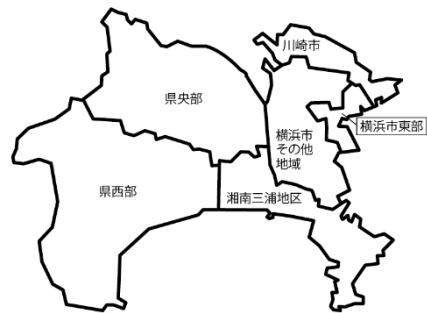 川崎市
県央部
横浜市東部
横浜市
その他
地域
県西部
湘南三浦地区